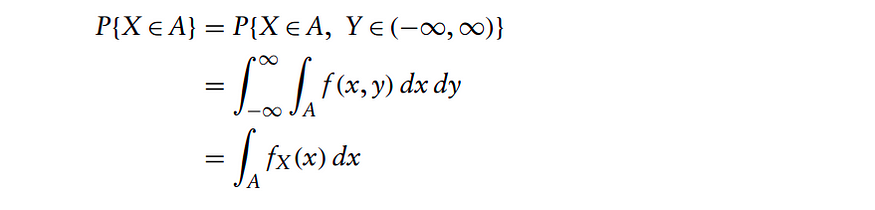 P{X ∈ A} = P{X ∈ A, Y ∈ (−∞, ∞)}
= ∫_{−∞}^{∞} ∫_A f(x, y) dx dy
= ∫_A f_X(x) dx